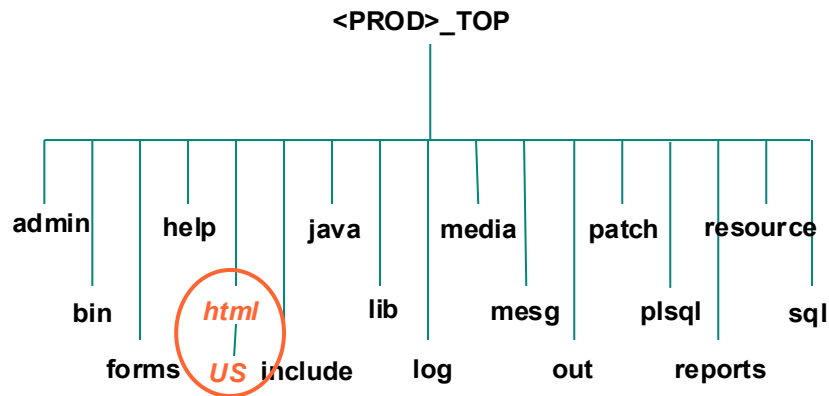 <PROD>_TOP
admin help java media patch resource
bin html lib mesg plsql sql
forms US include log out reports